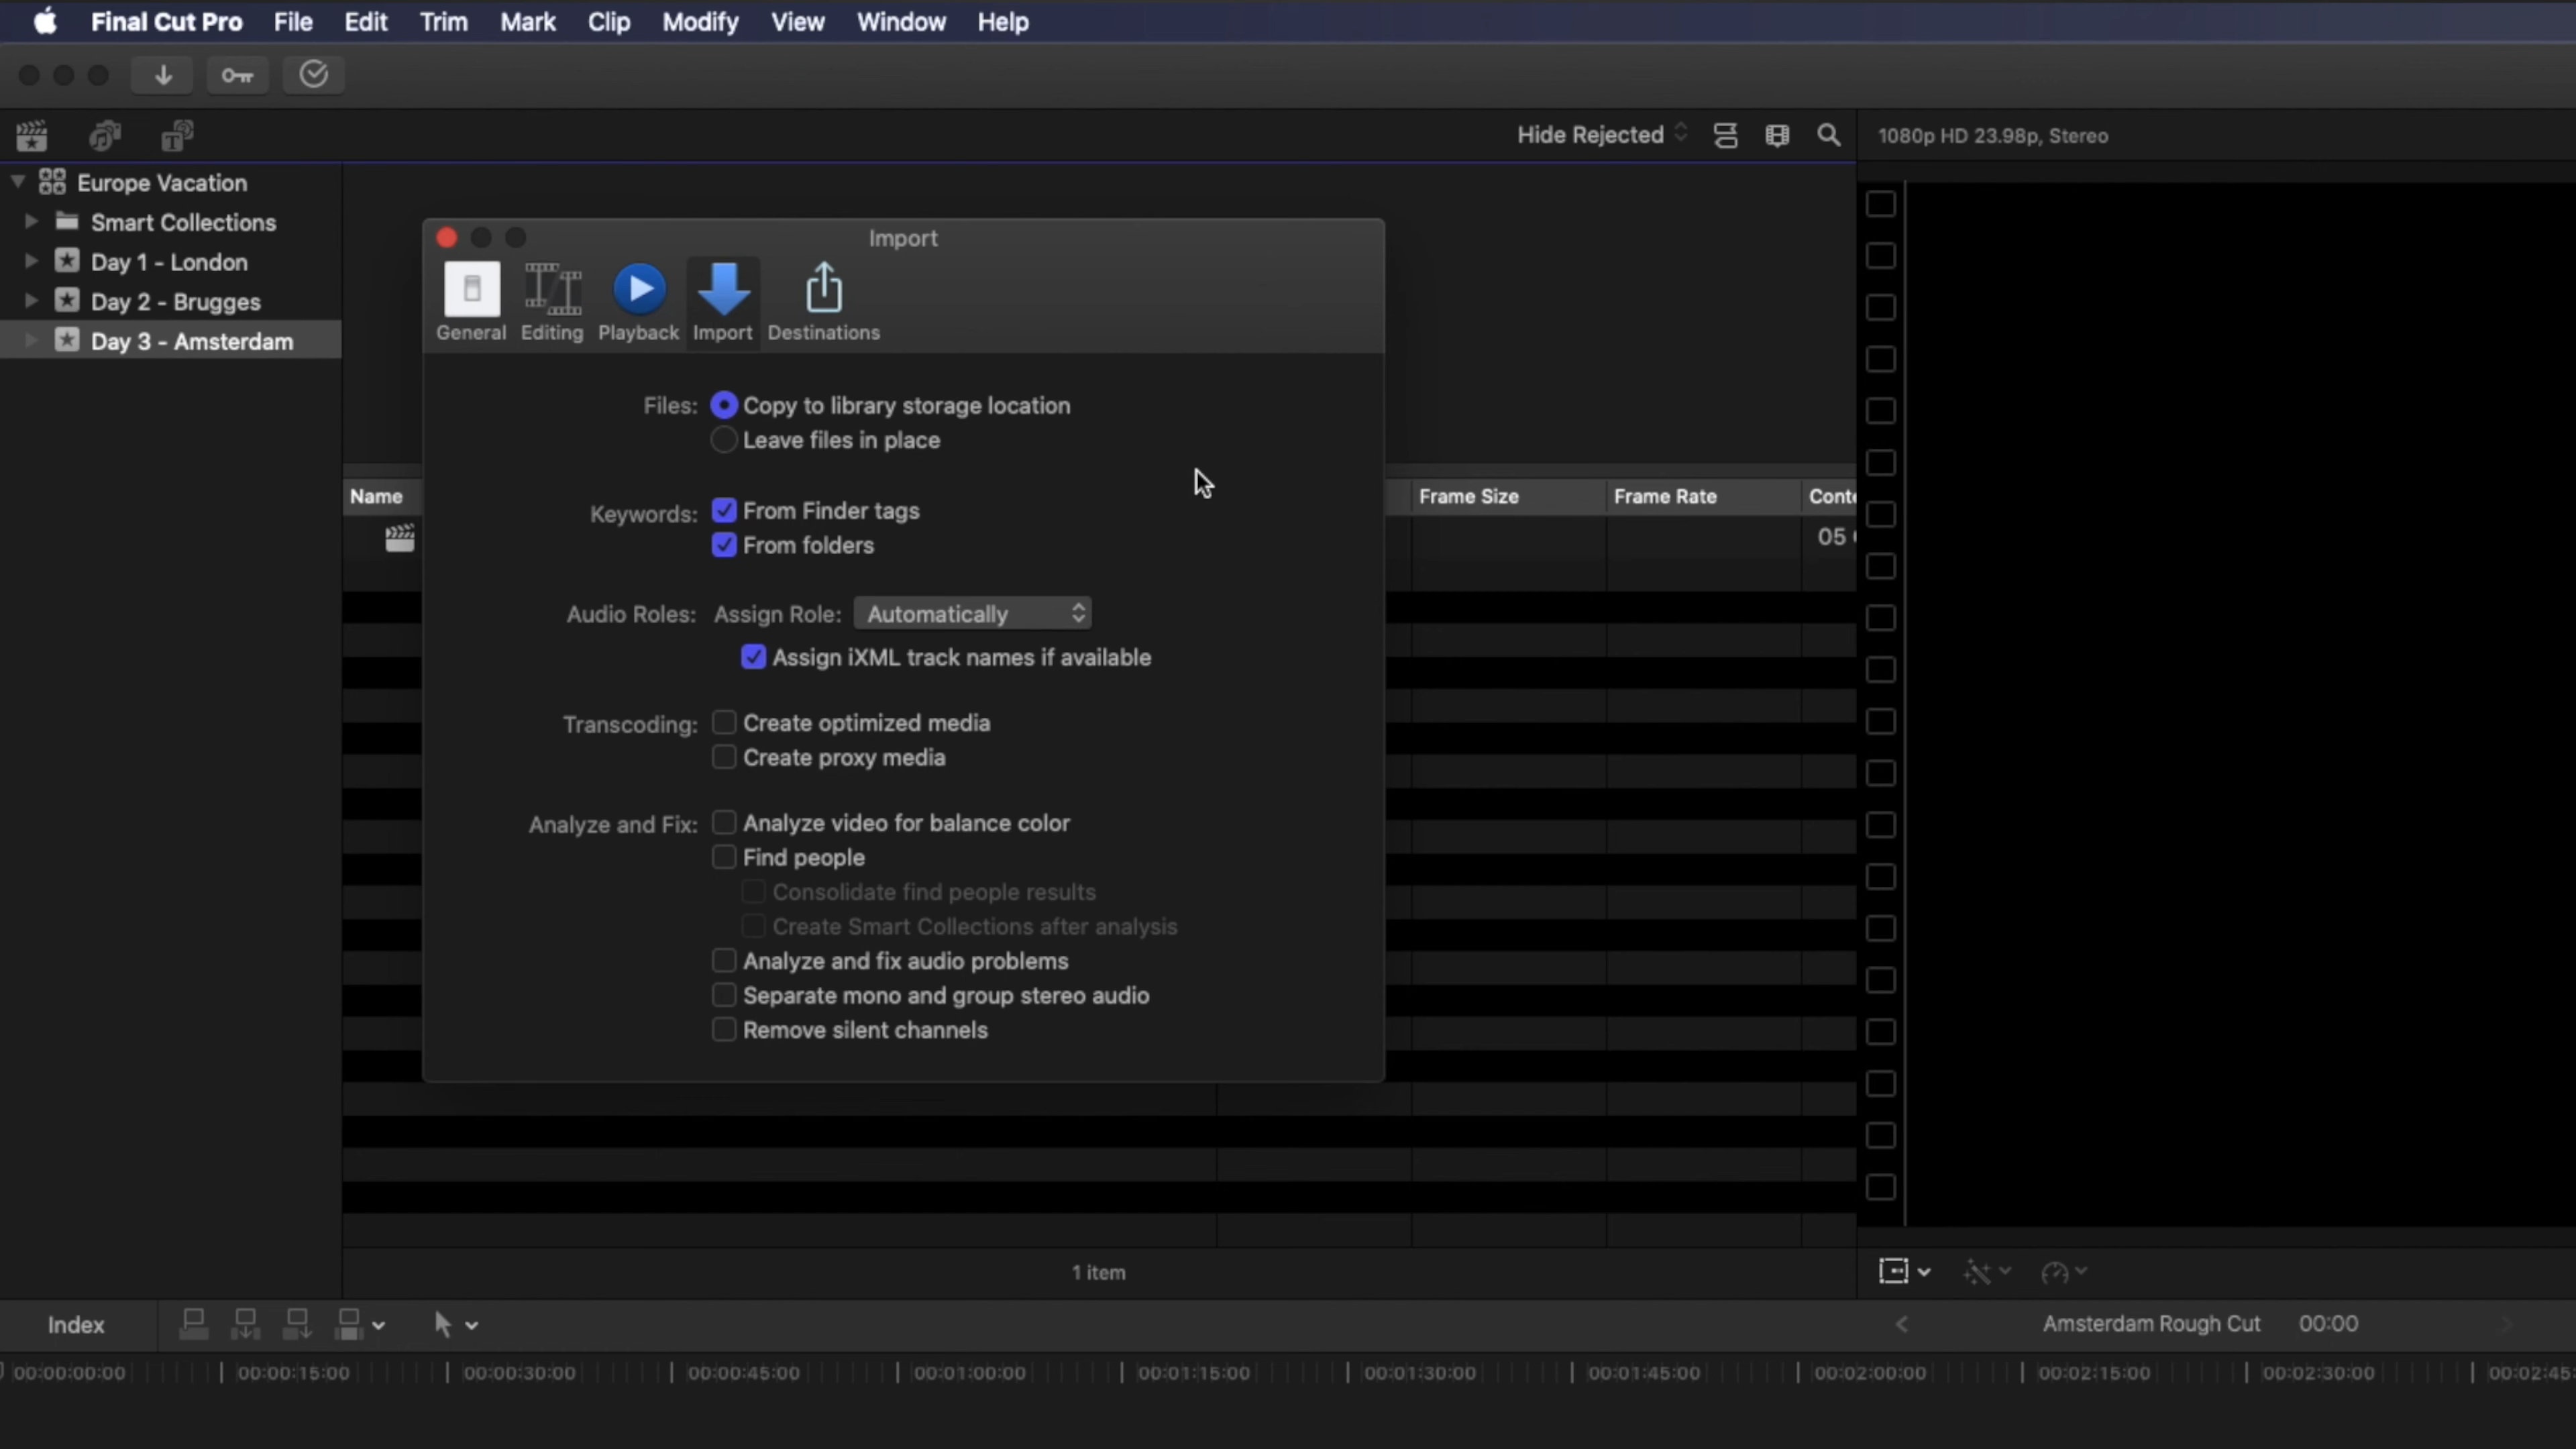 Final Cut Pro File Edit Trim Mark Clip Modify View Window Help
Hide Rejected
1080p HD 23.98p, Stereo
Europe Vacation
Smart Collections
Day 1 - London
Day 2 - Brugges
Day 3 - Amsterdam
Import
General Editing Playback Import Destinations
Files: Copy to library storage location
Leave files in place
Name
Frame Size Frame Rate Conte
Keywords: From Finder tags
From folders
05
Audio Roles: Assign Role: Automatically
Assign iXML track names if available
Transcoding: Create optimized media
Create proxy media
Analyze and Fix: Analyze video for balance color
Find people
Consolidate find people results
Create Smart Collections after analysis
Analyze and fix audio problems
Separate mono and group stereo audio
Remove silent channels
1 item
Index
Amsterdam Rough Cut 00:00
00:00:00:00 00:00:15:00 00:00:30:00 00:00:45:00 00:01:00:00 00:01:15:00 00:01:30:00 00:01:45:00 00:02:00:00 00:02:15:00 00:02:30:00 00:02:45: